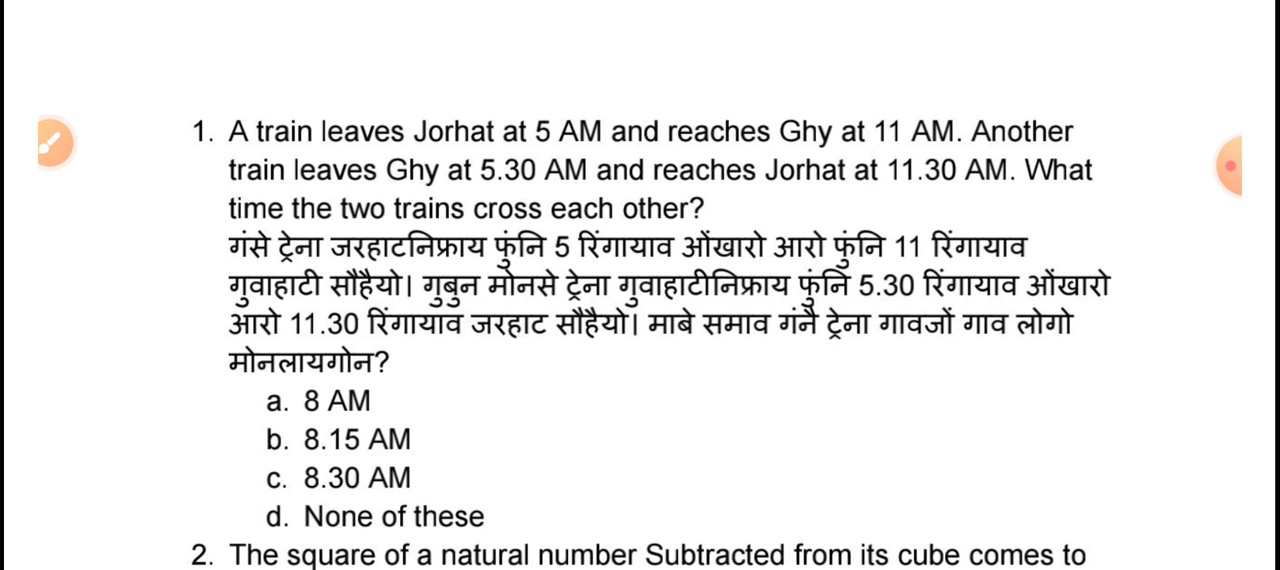 1. A train leaves Jorhat at 5 AM and reaches Ghy at 11 AM. Another
train leaves Ghy at 5.30 AM and reaches Jorhat at 11.30 AM. What
time the two trains cross each other?
गंसे ट्रेना जरहाटनिफ्राय फुंनि 5 रिंगायाव ओंखारो आरो फुंनि 11 रिंगायाव
गुवाहाटी सौहैयो। गुबुन मोनसे ट्रेना गुवाहाटीनिफ्राय फुंनि 5.30 रिंगायाव ओंखारो
आरो 11.30 रिंगायाव जरहाट सौहैयो। माबे समाव गंनै ट्रेना गावजों गाव लोगो
मोनलायगोन?
a. 8 AM
b. 8.15 AM
c. 8.30 AM
d. None of these
2. The square of a natural number Subtracted from its cube comes to